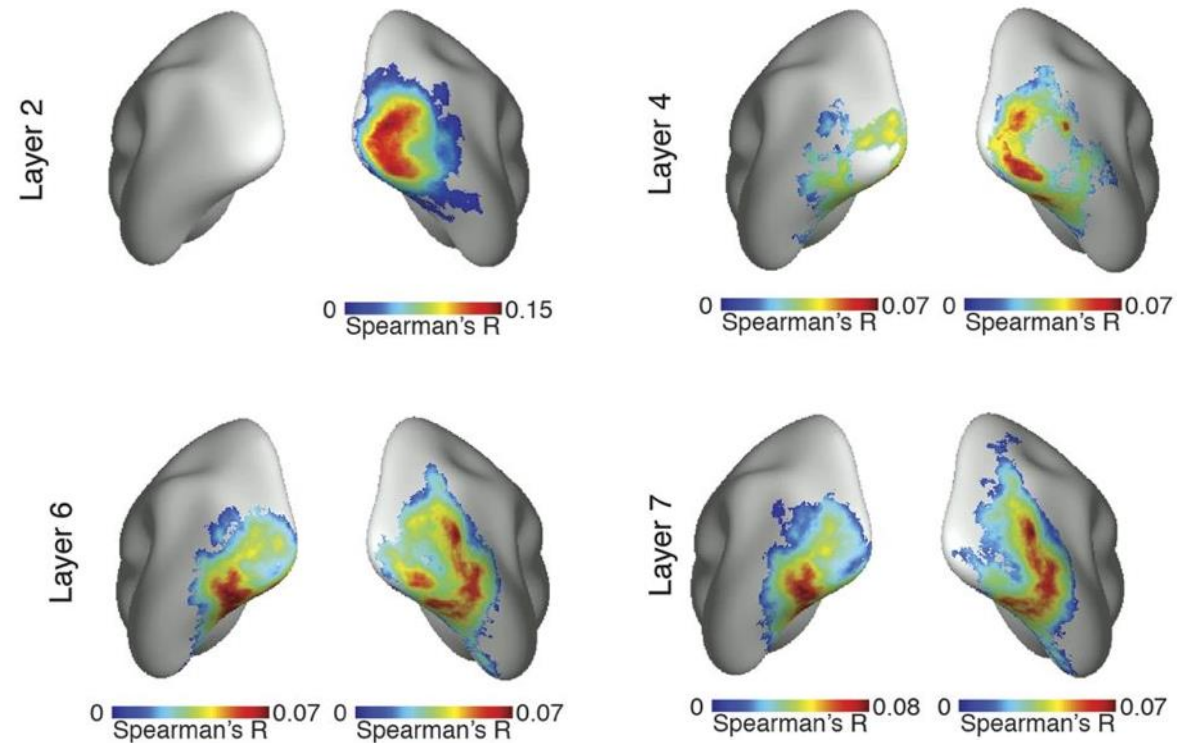 Layer 2
0 0.15
Spearman's R
Layer 4
0 0.07 0 0.07
Spearman's R Spearman's R
Layer 6
0 0.07 0 0.07
Spearman's R Spearman's R
Layer 7
0 0.08 0 0.07
Spearman's R Spearman's R